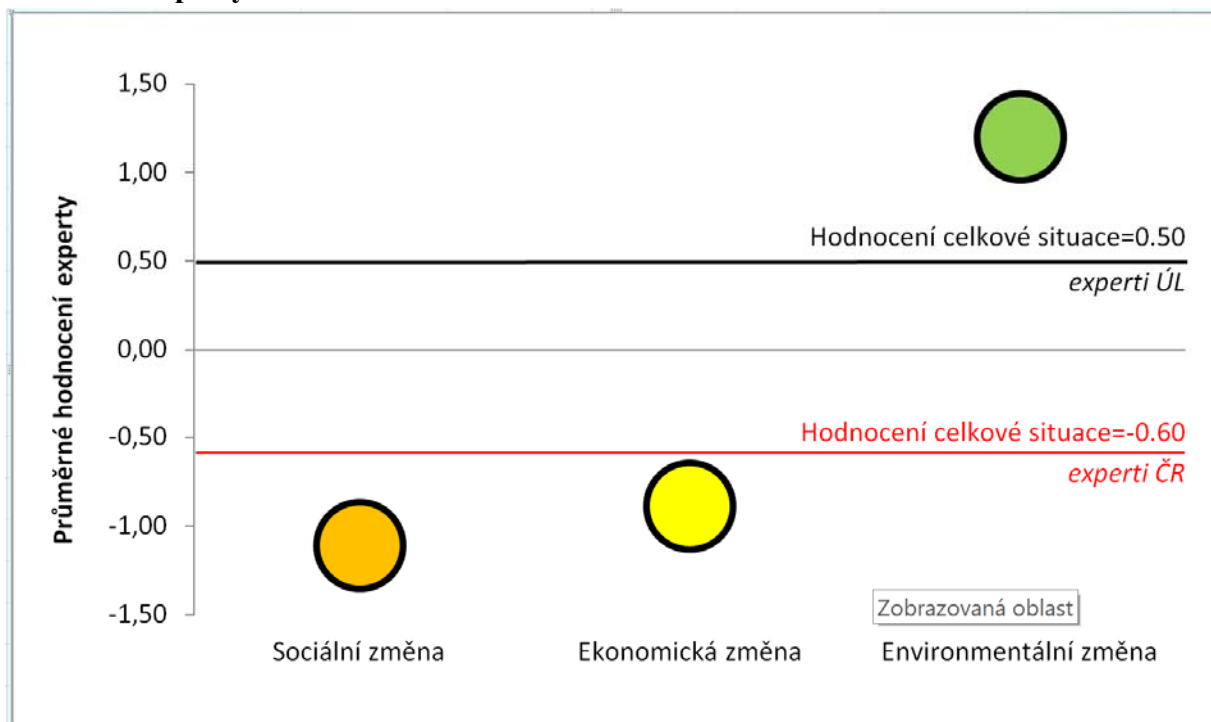 1,50
1,00
0,50
0,00
-0,50
-1,00
-1,50
Průměrné hodnocení experty
Hodnocení celkové situace=0.50
experti ÚL
Hodnocení celkové situace=-0.60
experti ČR
Zobrazovaná oblast
Sociální změna
Ekonomická změna
Environmentální změna